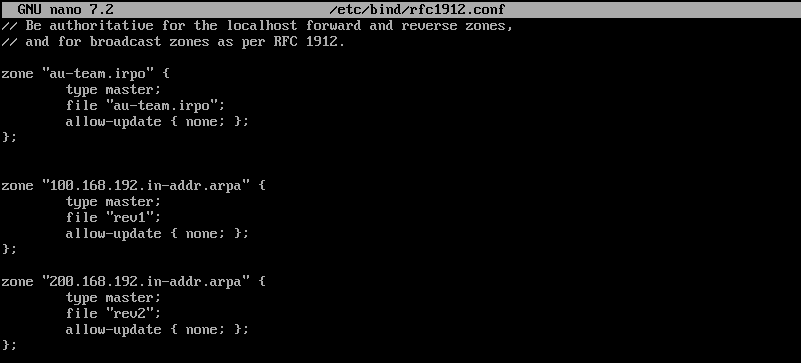 GNU nano 7.2 /etc/bind/rfc1912.conf
// Be authoritative for the localhost forward and reverse zones,
// and for broadcast zones as per RFC 1912.
zone "au-team.irpo" {
type master;
file "au-team.irpo";
allow-update { none; };
};
zone "100.168.192.in-addr.arpa" {
type master;
file "rev1";
allow-update { none; };
};
zone "200.168.192.in-addr.arpa" {
type master;
file "rev2";
allow-update { none; };
};